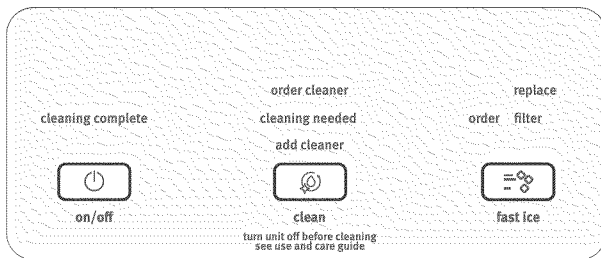 order cleaner
replace
cleaning complete
cleaning needed
order filter
add cleaner
on/off
clean
fast ice
turn unit off before cleaning
see use and care guide